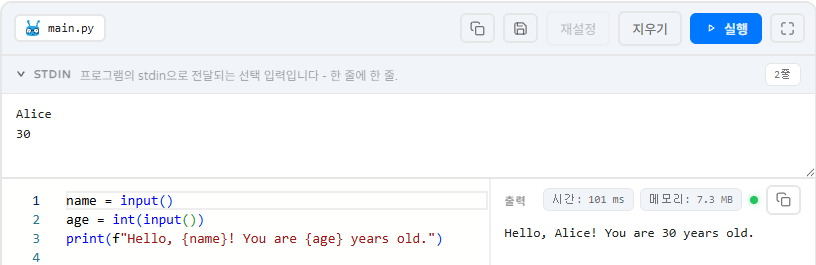 main.py
재설정
지우기
실행
STDIN 프로그램의 stdin으로 전달되는 선택 입력입니다 - 한 줄에 한 줄.
2줄
Alice
30
1 name = input()
2 age = int(input())
3 print(f"Hello, {name}! You are {age} years old.")
4
출력 시간: 101 ms 메모리: 7.3 MB
Hello, Alice! You are 30 years old.